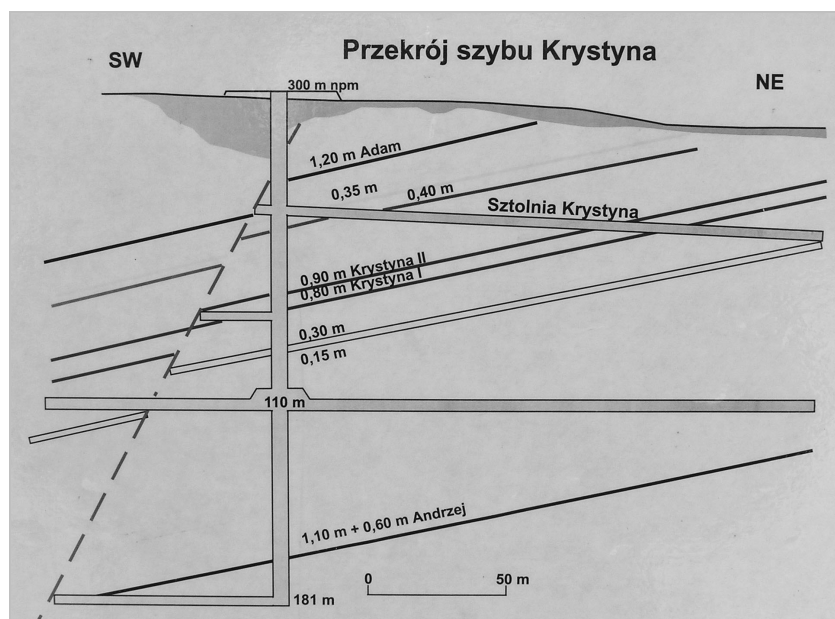 Przekrój szybu Krystyna
SW
NE
300 m npm
1,20 m Adam
0,35 m
0,40 m
Sztolnia Krystyna
0,90 m Krystyna II
0,80 m Krystyna I
0,30 m
0,15 m
110 m
1,10 m + 0,60 m Andrzej
0
50 m
181 m